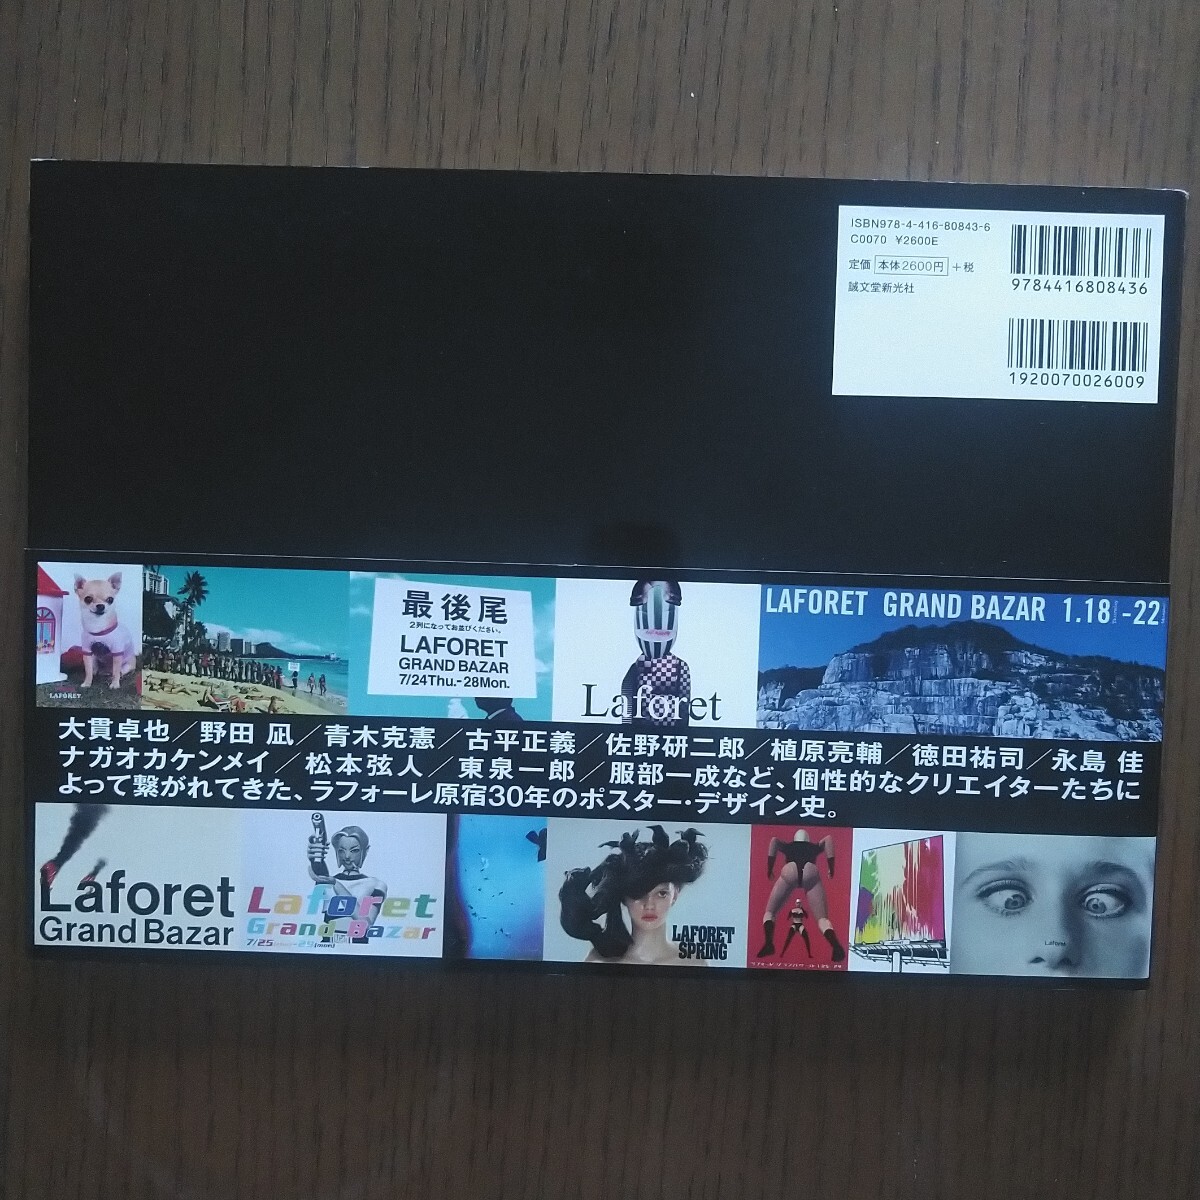 ISBN978-4-416-80843-6
C0070 ¥2600E
定価 本体2600円 +税
誠文堂新光社
9784416808436
1920070026009
LAFORET
最後尾
2列になってお並びください。
LAFORET
GRAND BAZAR
7/24Thu.-28Mon.
Laforet
LAFORET GRAND BAZAR 1.18 -22
大貫卓也／野田 凪／青木克憲／古平正義／佐野研二郎／植原亮輔／徳田祐司／永島 佳
ナガオカケンメイ／松本弦人／東泉一郎／服部一成など、個性的なクリエイターたちに
よって繋がれてきた、ラフォーレ原宿30年のポスター・デザイン史。
Laforet
Grand Bazar
Laforet
Grand Bazar
7/25 -29(mon)
LAFORET
SPRING
Laforet